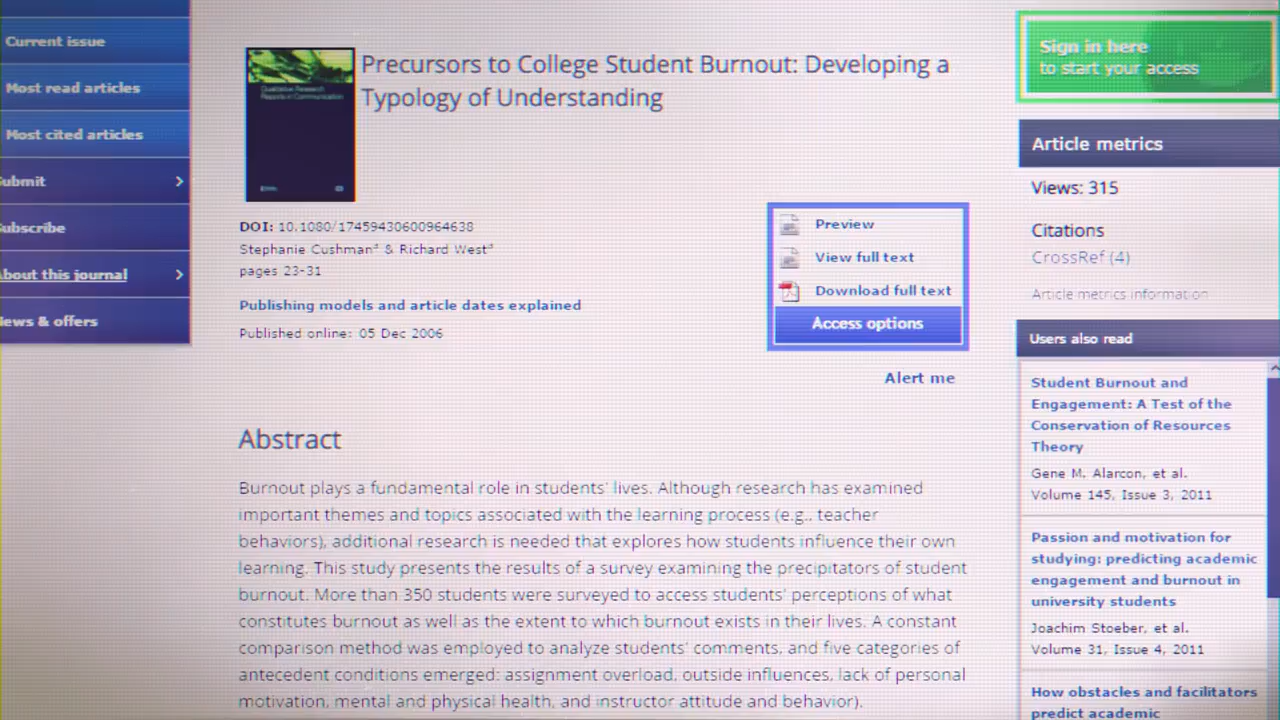 Current issue
Most read articles
Most cited articles
Submit
Subscribe
About this journal
News & offers
Precursors to College Student Burnout: Developing a
Typology of Understanding
DOI: 10.1080/17459430600964638
Stephanie Cushmanª & Richard Westª
pages 23-31
Publishing models and article dates explained
Published online: 05 Dec 2006
Preview
View full text
Download full text
Access options
Alert me
Abstract
Burnout plays a fundamental role in students' lives. Although research has examined
important themes and topics associated with the learning process (e.g., teacher
behaviors), additional research is needed that explores how students influence their own
learning. This study presents the results of a survey examining the precipitators of student
burnout. More than 350 students were surveyed to access students' perceptions of what
constitutes burnout as well as the extent to which burnout exists in their lives. A constant
comparison method was employed to analyze students' comments, and five categories of
antecedent conditions emerged: assignment overload, outside influences, lack of personal
motivation, mental and physical health, and instructor attitude and behavior).
Sign in here
to start your access
Article metrics
Views: 315
Citations
CrossRef (4)
Article metrics information
Users also read
Student Burnout and
Engagement: A Test of the
Conservation of Resources
Theory
Gene M. Alarcon, et al.
Volume 145, Issue 3, 2011
Passion and motivation for
studying: predicting academic
engagement and burnout in
university students
Joachim Stoeber, et al.
Volume 31, Issue 4, 2011
How obstacles and facilitators
predict academic